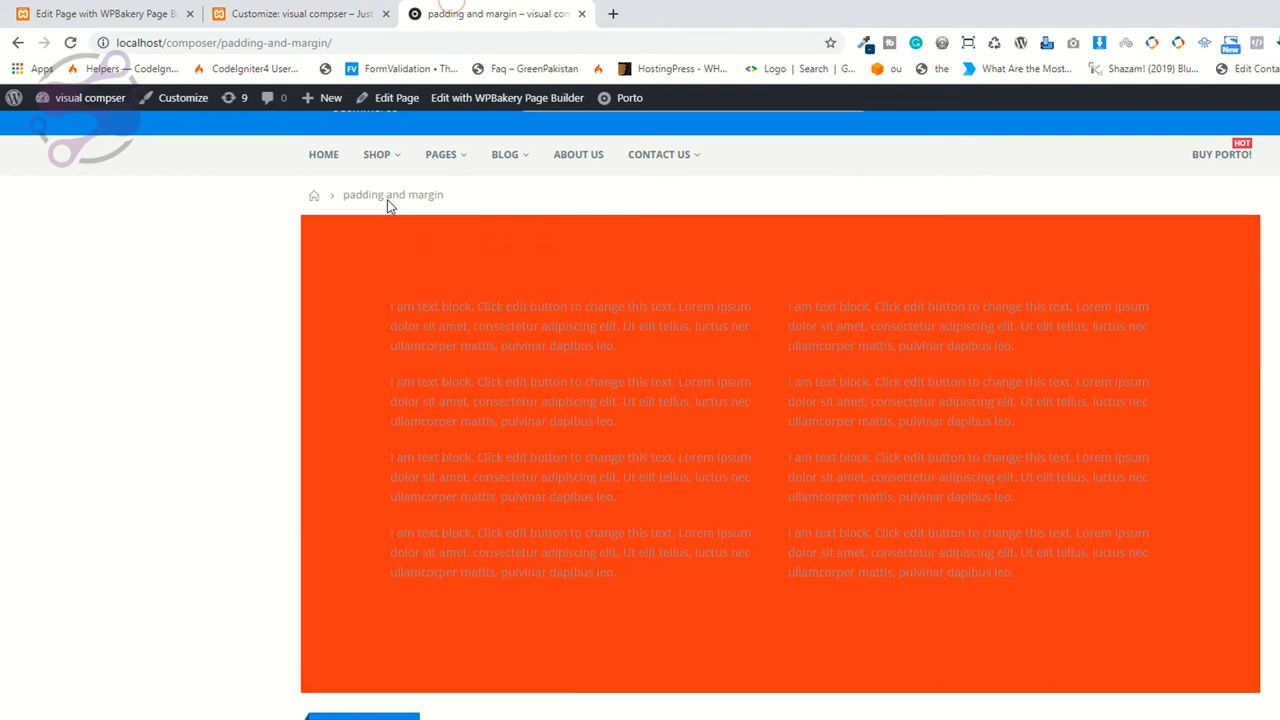 Edit Page with WPBakery Page Bu
Customize: visual compser – Just
padding and margin – visual con
localhost/composer/padding-and-margin/
New
Apps
Helpers — CodeIgn...
CodeIgniter4 User...
FV
FormValidation • Th...
Faq – GreenPakistan
HostingPress - WH...
Logo | Search | G...
ou
the
What Are the Most...
Shazam! (2019) Blu...
Edit Conta
visual compser
Customize
9
0
New
Edit Page
Edit with WPBakery Page Builder
Porto
HOME
SHOP
PAGES
BLOG
ABOUT US
CONTACT US
HOT
BUY PORTO!
padding and margin
I am text block. Click edit button to change this text. Lorem ipsum
dolor sit amet, consectetur adipiscing elit. Ut elit tellus, luctus nec
ullamcorper mattis, pulvinar dapibus leo.
I am text block. Click edit button to change this text. Lorem ipsum
dolor sit amet, consectetur adipiscing elit. Ut elit tellus, luctus nec
ullamcorper mattis, pulvinar dapibus leo.
I am text block. Click edit button to change this text. Lorem ipsum
dolor sit amet, consectetur adipiscing elit. Ut elit tellus, luctus nec
ullamcorper mattis, pulvinar dapibus leo.
I am text block. Click edit button to change this text. Lorem ipsum
dolor sit amet, consectetur adipiscing elit. Ut elit tellus, luctus nec
ullamcorper mattis, pulvinar dapibus leo.
I am text block. Click edit button to change this text. Lorem ipsum
dolor sit amet, consectetur adipiscing elit. Ut elit tellus, luctus nec
ullamcorper mattis, pulvinar dapibus leo.
I am text block. Click edit button to change this text. Lorem ipsum
dolor sit amet, consectetur adipiscing elit. Ut elit tellus, luctus nec
ullamcorper mattis, pulvinar dapibus leo.
I am text block. Click edit button to change this text. Lorem ipsum
dolor sit amet, consectetur adipiscing elit. Ut elit tellus, luctus nec
ullamcorper mattis, pulvinar dapibus leo.
I am text block. Click edit button to change this text. Lorem ipsum
dolor sit amet, consectetur adipiscing elit. Ut elit tellus, luctus nec
ullamcorper mattis, pulvinar dapibus leo.